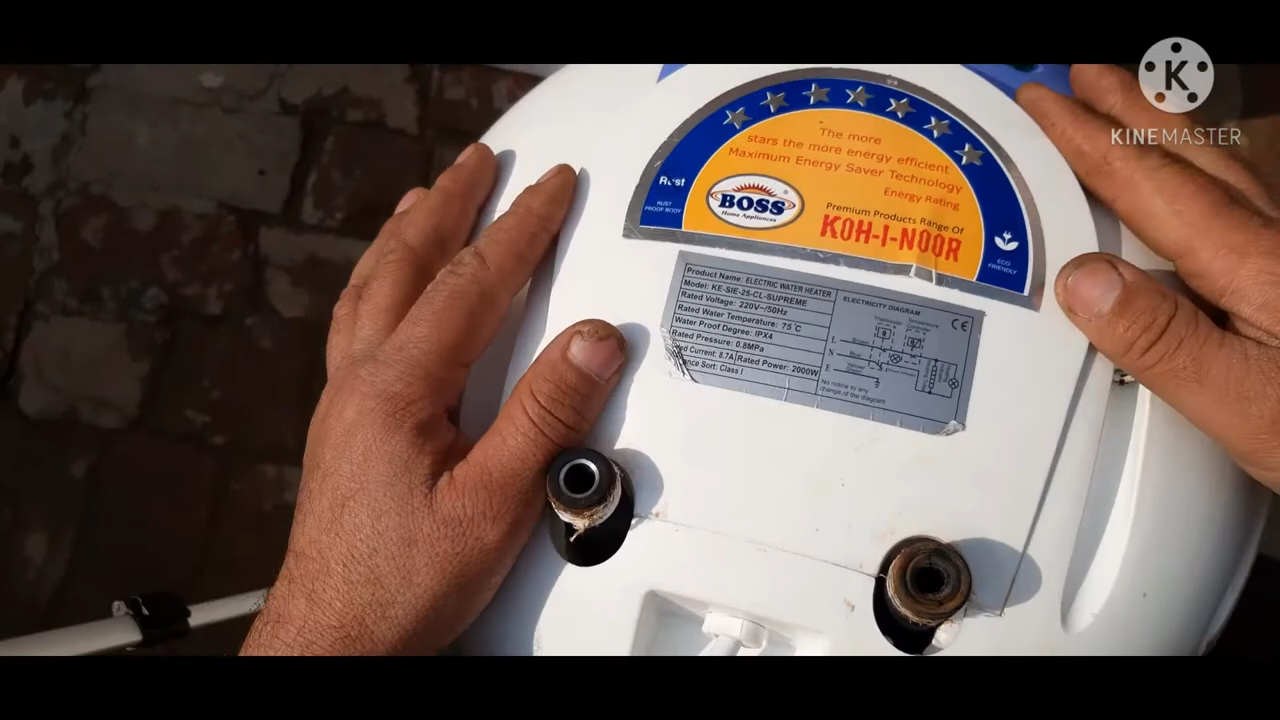 K
KINEMASTER
The more
stars the more energy efficient
Maximum Energy Saver Technology
Energy Rating
RUST
PROOF BODY
BOSS
Home Appliances
Premium Products Range Of
KOH-I-NOOR
ECO
FRIENDLY
Product Name: ELECTRIC WATER HEATER
Model: KE-SIE-25-CL-SUPREME
Rated Voltage: 220V~/50Hz
Rated Water Temperature: 75°C
Water Proof Degree: IPX4
Rated Pressure: 0.8MPa
Current: 8.7A Rated Power: 2000W
Sort: Class I
ELECTRICITY DIAGRAM
CE
L
N
E
Brown
Blue
No notice to any
change of the diagram